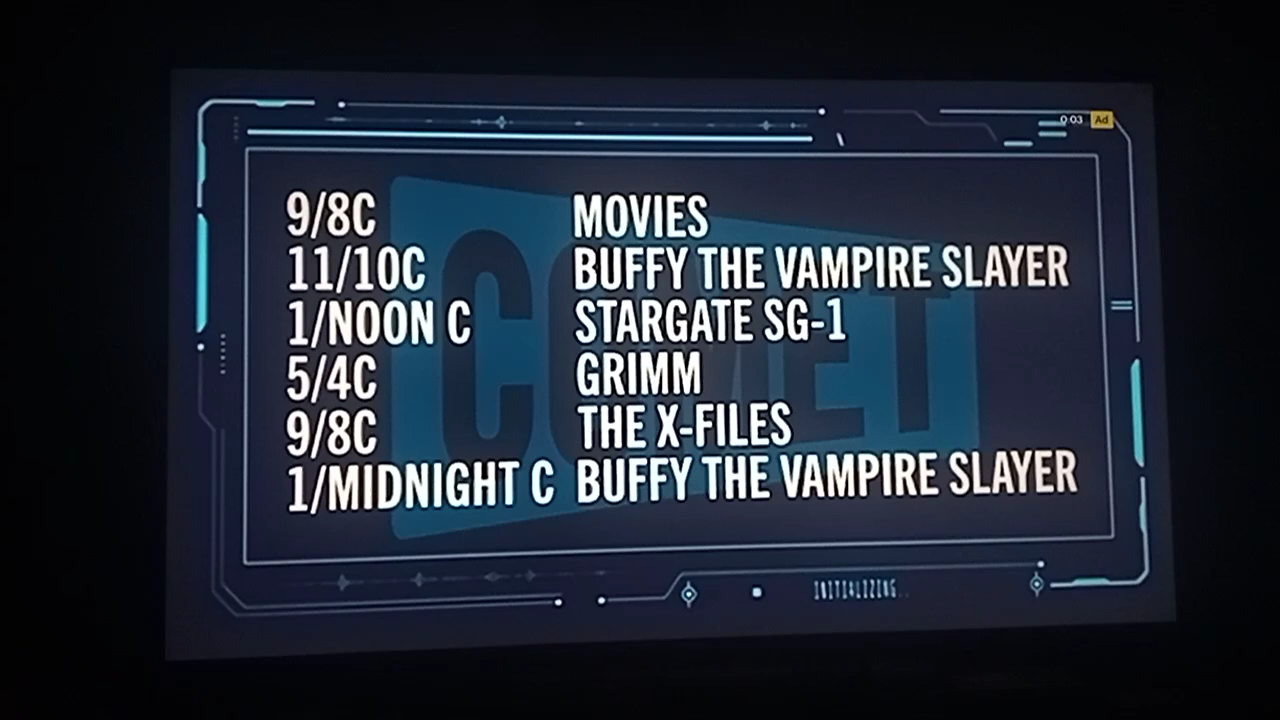 0:03 Ad
9/8C MOVIES
11/10C BUFFY THE VAMPIRE SLAYER
1/NOON C STARGATE SG-1
5/4C GRIMM
9/8C THE X-FILES
1/MIDNIGHT C BUFFY THE VAMPIRE SLAYER
COMET
INITIALIZING..